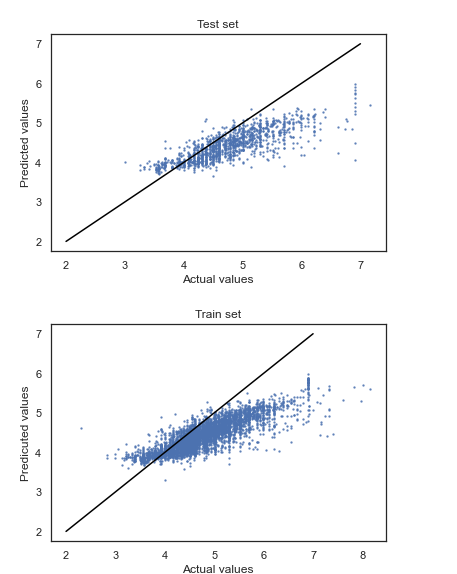 Test set
7
6
5
4
3
2
Predicted values
2 3 4 5 6 7
Actual values
Train set
7
6
5
4
3
2
Predicuted values
2 3 4 5 6 7 8
Actual values